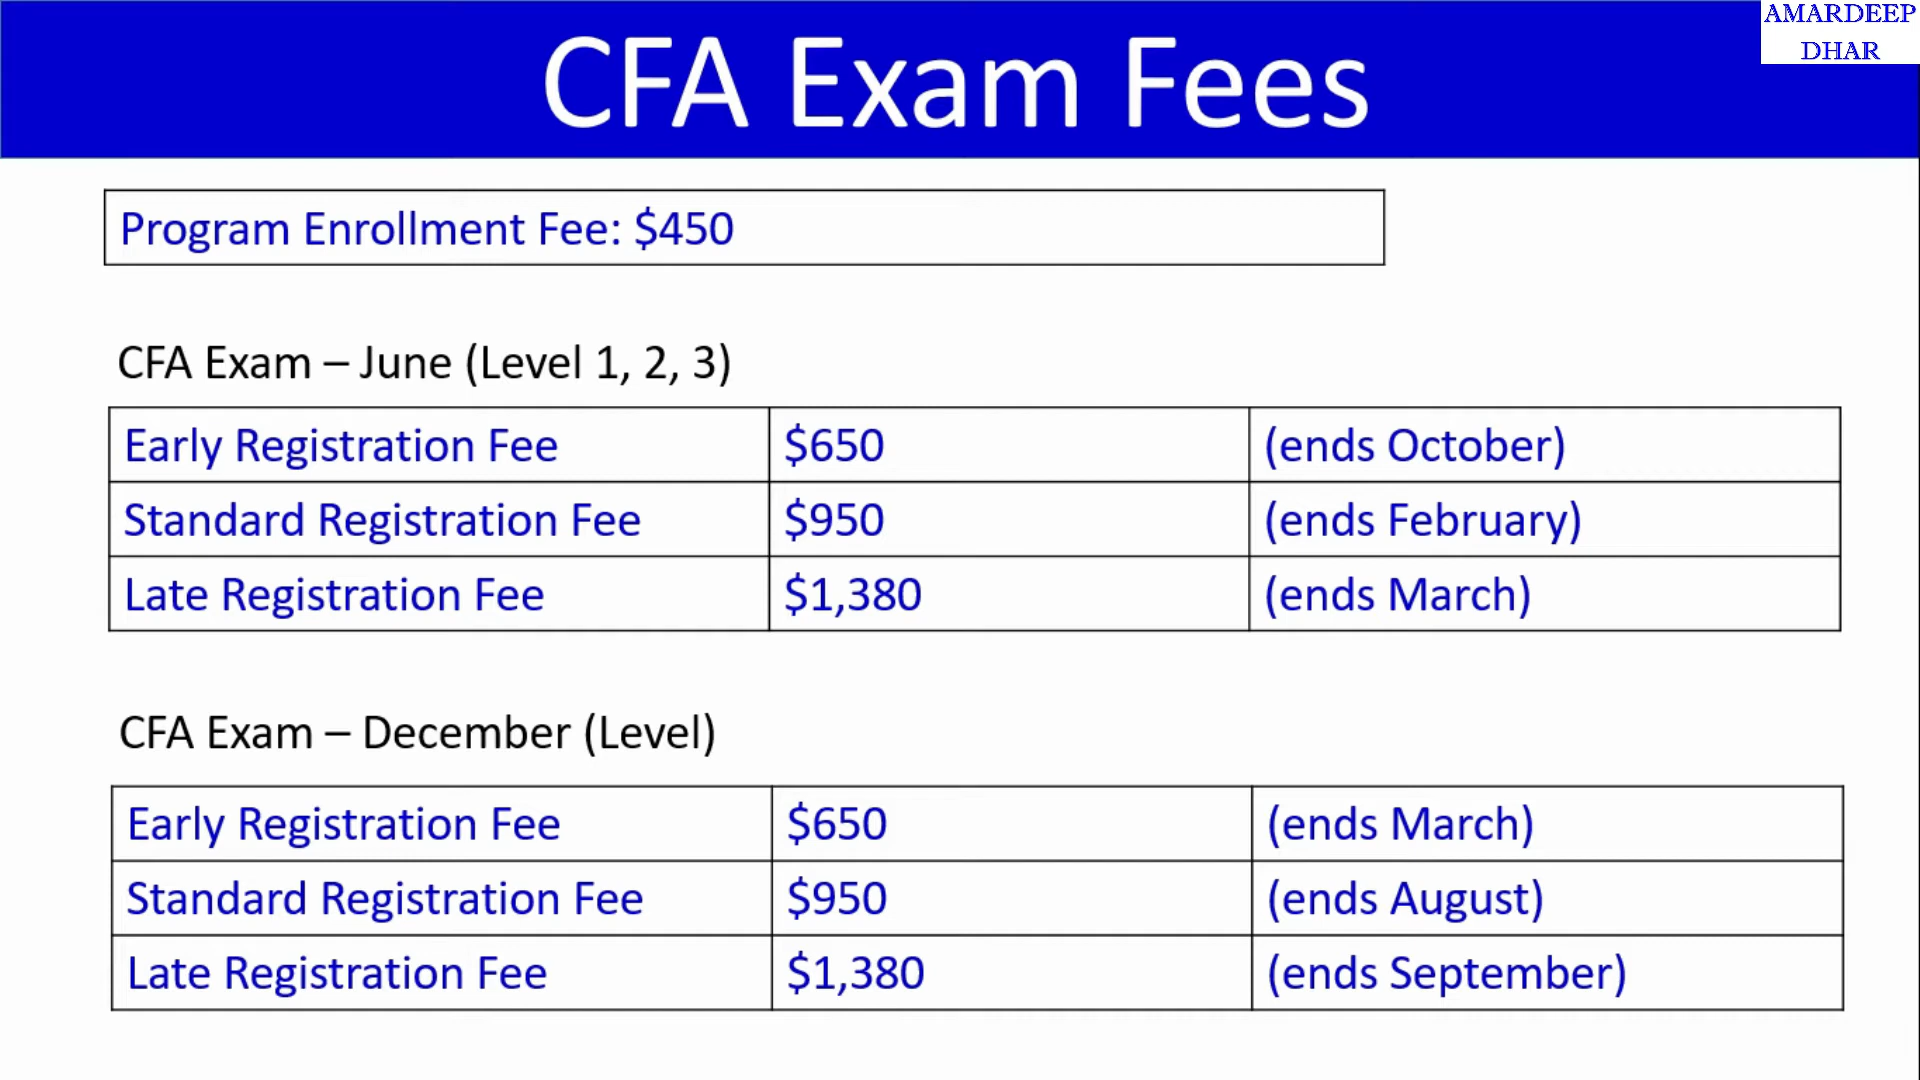 CFA Exam Fees
AMARDEEP
DHAR
Program Enrollment Fee: $450
CFA Exam – June (Level 1, 2, 3)
Early Registration Fee $650 (ends October)
Standard Registration Fee $950 (ends February)
Late Registration Fee $1,380 (ends March)
CFA Exam – December (Level)
Early Registration Fee $650 (ends March)
Standard Registration Fee $950 (ends August)
Late Registration Fee $1,380 (ends September)